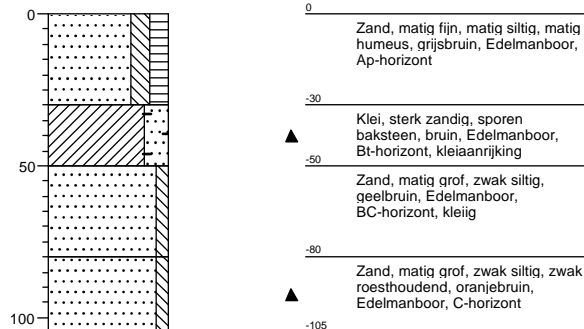 0
50
100
0
Zand, matig fijn, matig siltig, matig
humeus, grijsbruin, Edelmanboor,
Ap-horizont
-30
Klei, sterk zandig, sporen
baksteen, bruin, Edelmanboor,
Bt-horizont, kleiaanrijking
-50
Zand, matig grof, zwak siltig,
geelbruin, Edelmanboor,
BC-horizont, kleiig
-80
Zand, matig grof, zwak siltig, zwak
roesthoudend, oranjebruin,
Edelmanboor, C-horizont
-105